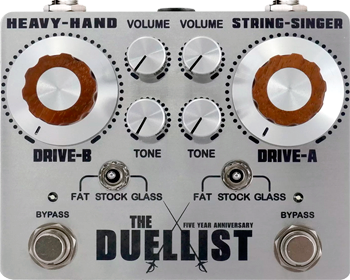 HEAVY-HAND VOLUME VOLUME STRING-SINGER
DRIVE-B TONE TONE DRIVE-A
FAT STOCK GLASS FAT STOCK GLASS
BYPASS THE FIVE YEAR ANNIVERSARY BYPASS
DUELLIST